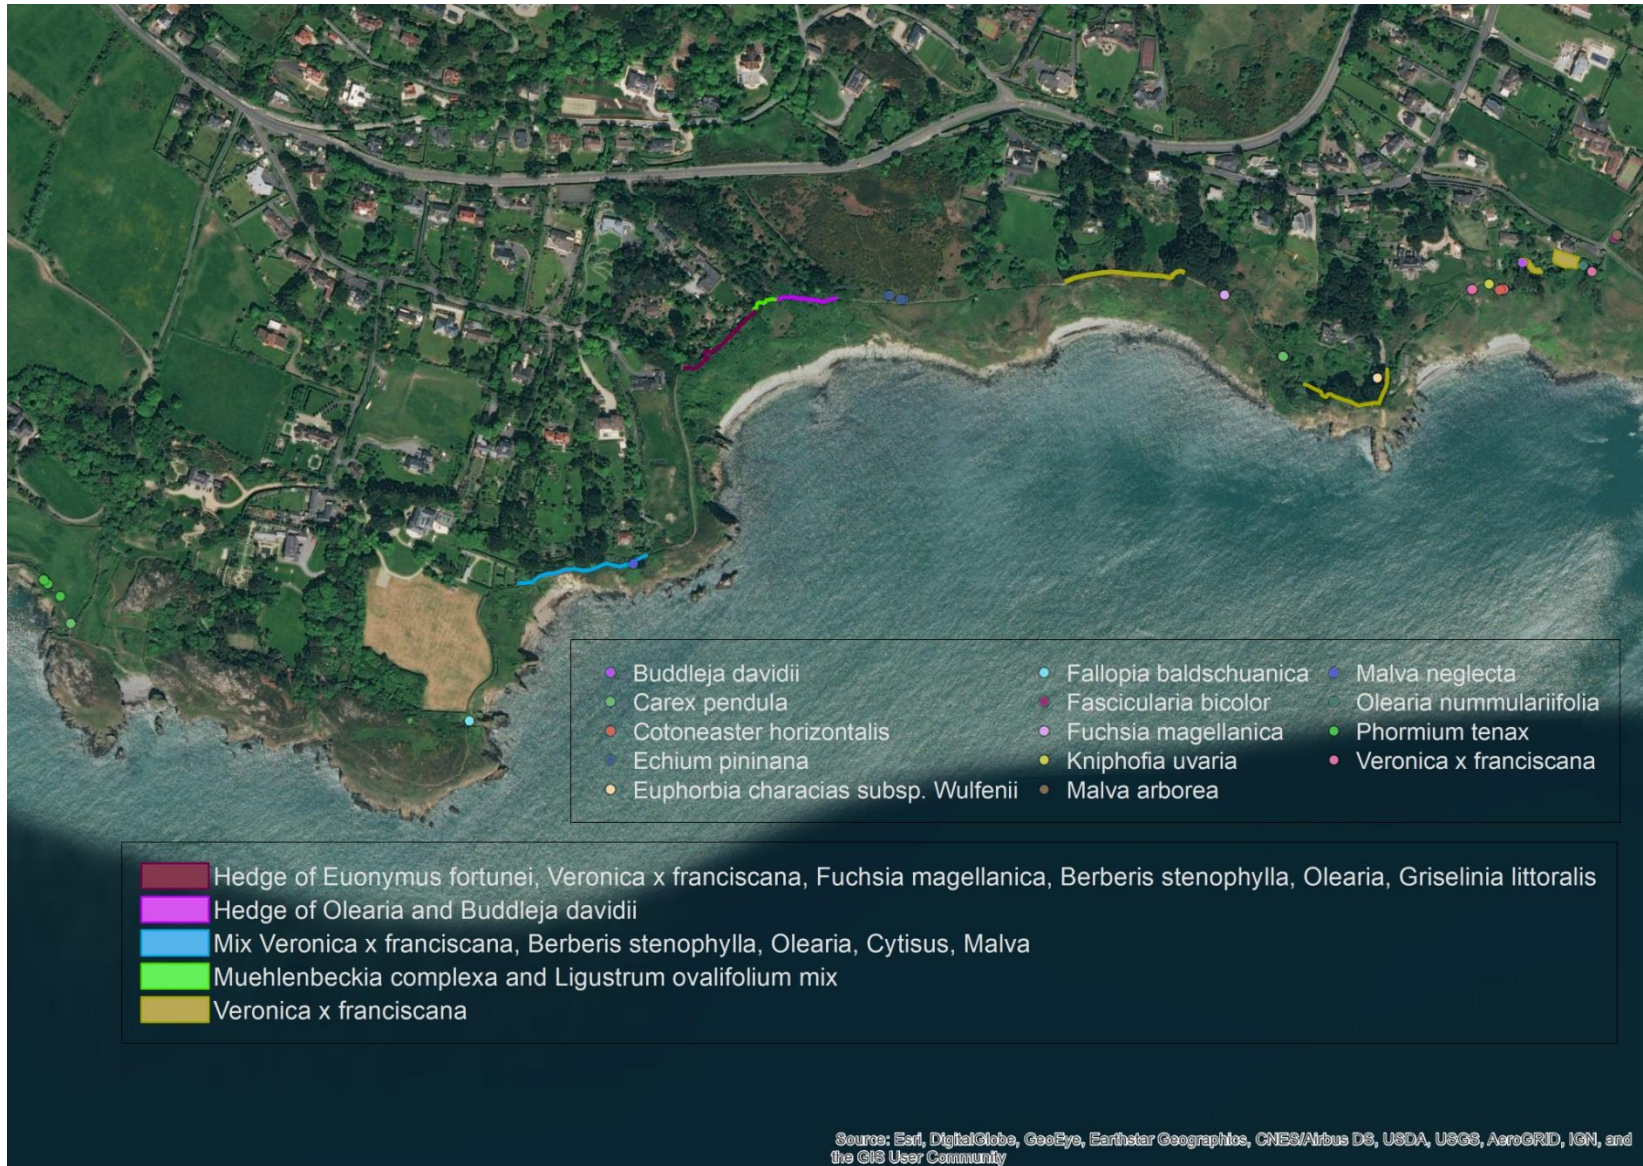 Buddleja davidii
Carex pendula
Cotoneaster horizontalis
Echium pininana
Euphorbia characias subsp. Wulfenii
Fallopia baldschuanica
Fascicularia bicolor
Fuchsia magellanica
Kniphofia uvaria
Malva arborea
Malva neglecta
Olearia nummulariifolia
Phormium tenax
Veronica x franciscana
Hedge of Euonymus fortunei, Veronica x franciscana, Fuchsia magellanica, Berberis stenophylla, Olearia, Griselinia littoralis
Hedge of Olearia and Buddleja davidii
Mix Veronica x franciscana, Berberis stenophylla, Olearia, Cytisus, Malva
Muehlenbeckia complexa and Ligustrum ovalifolium mix
Veronica x franciscana
Source: Esri, DigitalGlobe, GeoEye, Earthstar Geographics, CNES/Airbus DS, USDA, USGS, AeroGRID, IGN, and
the GIS User Community